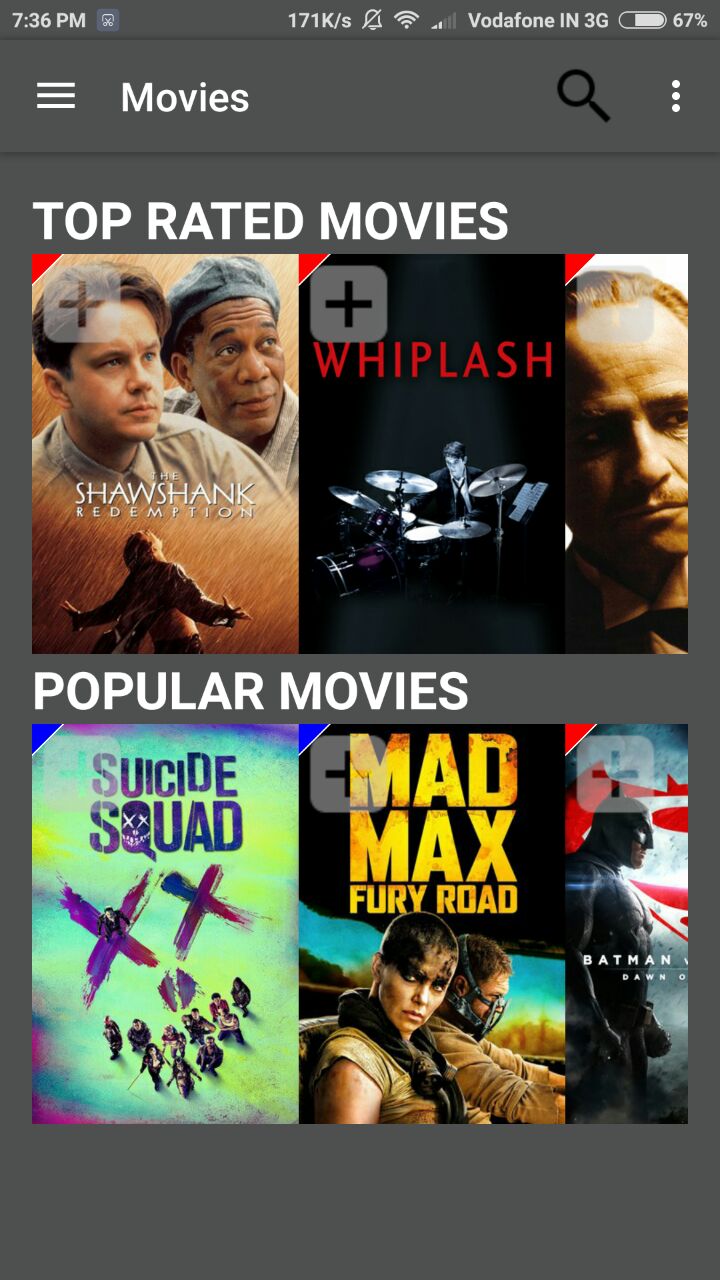 7:36 PM 171K/s Vodafone IN 3G 67%
Movies
TOP RATED MOVIES
THE
SHAWSHANK
REDEMPTION
WHIPLASH
POPULAR MOVIES
SUICIDE
SQUAD
MAD
MAX
FURY ROAD
BATMAN
DAWN O